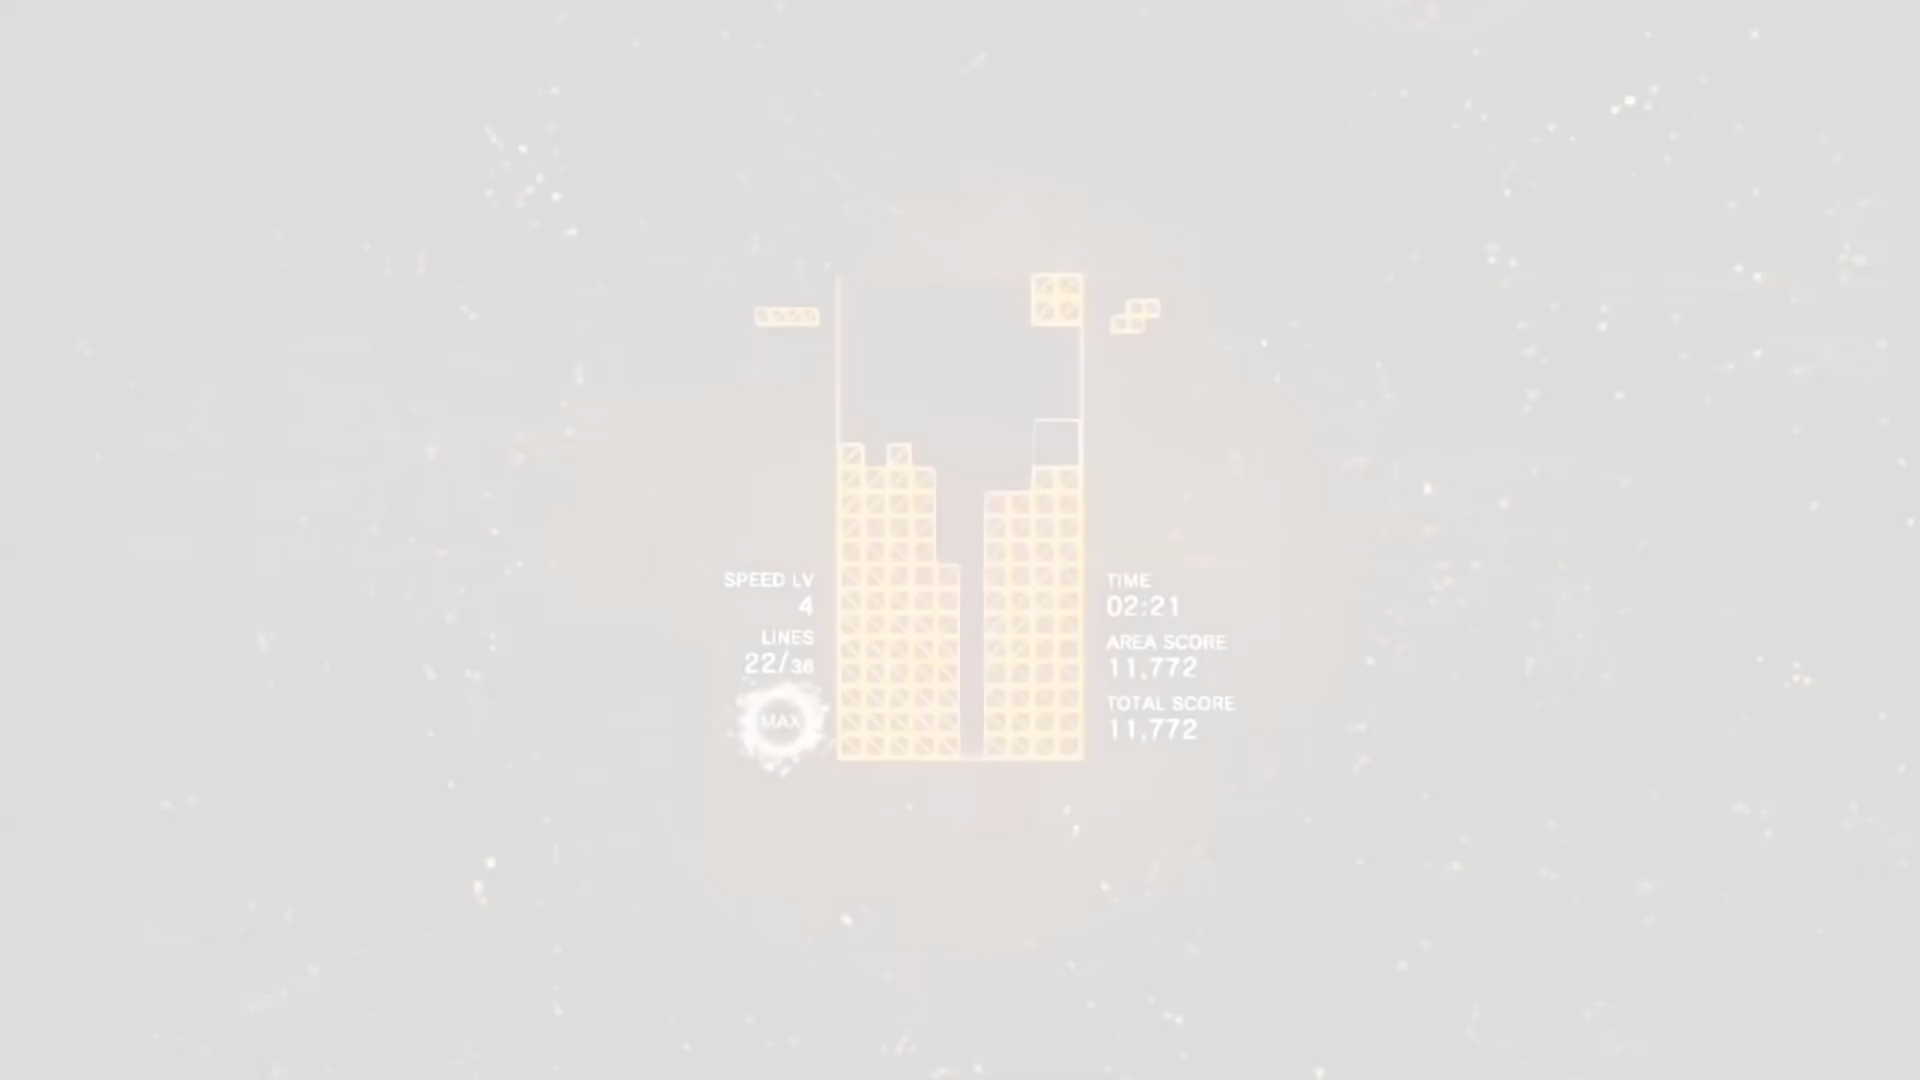 SPEED LV
4
LINES
22/36
MAX
TIME
02:21
AREA SCORE
11,772
TOTAL SCORE
11,772